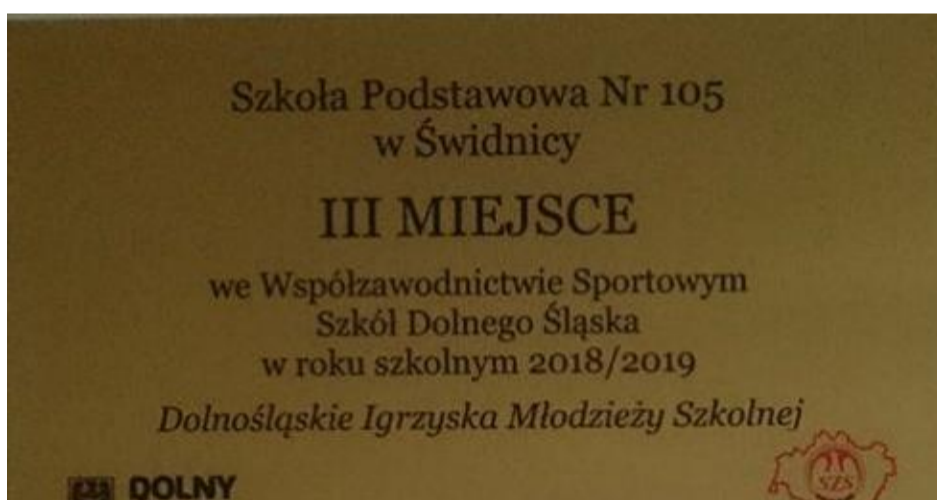 Szkoła Podstawowa Nr 105
w Świdnicy
III MIEJSCE
we Współzawodnictwie Sportowym
Szkół Dolnego Śląska
w roku szkolnym 2018/2019
Dolnośląskie Igrzyska Młodzieży Szkolnej
DOLNY
SZS